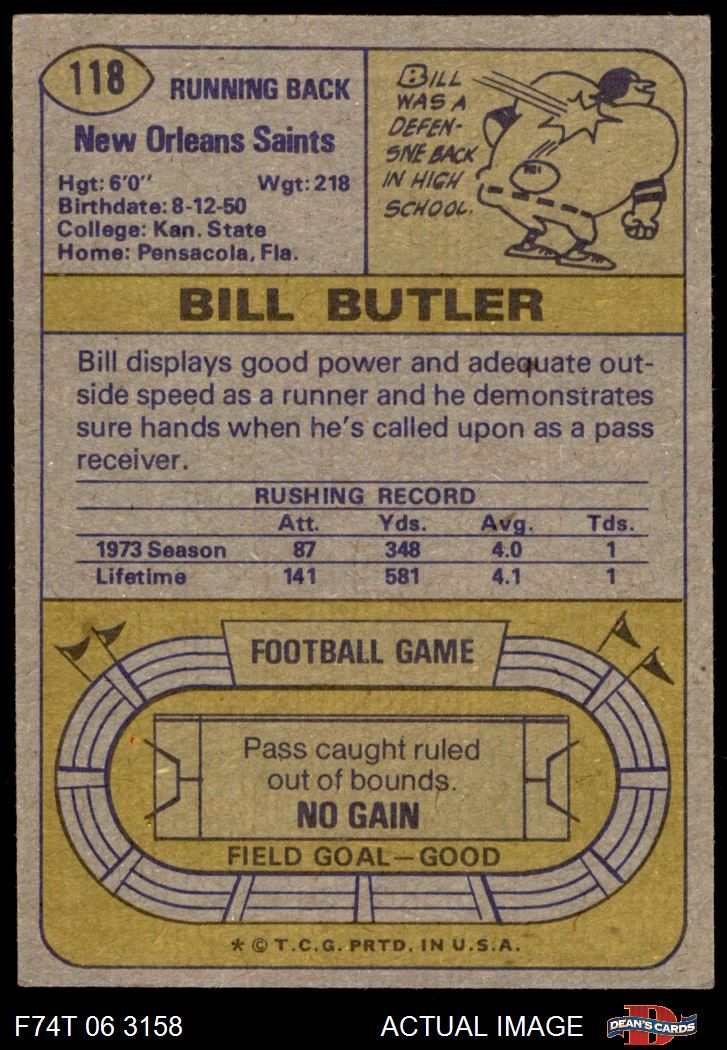 118
RUNNING BACK
New Orleans Saints
Hgt: 6'0" Wgt: 218
Birthdate: 8-12-50
College: Kan. State
Home: Pensacola, Fla.
BILL
WAS A
DEFEN-
SNE BACK
IN HIGH
SCHOOL.
BILL BUTLER
Bill displays good power and adequate out-
side speed as a runner and he demonstrates
sure hands when he's called upon as a pass
receiver.
RUSHING RECORD
Att. Yds. Avg. Tds.
1973 Season 87 348 4.0 1
Lifetime 141 581 4.1 1
FOOTBALL GAME
Pass caught ruled
out of bounds.
NO GAIN
FIELD GOAL—GOOD
* © T.C.G. PRTD. IN U.S.A.
F74T 06 3158 ACTUAL IMAGE
D
DEAN'S CARDS